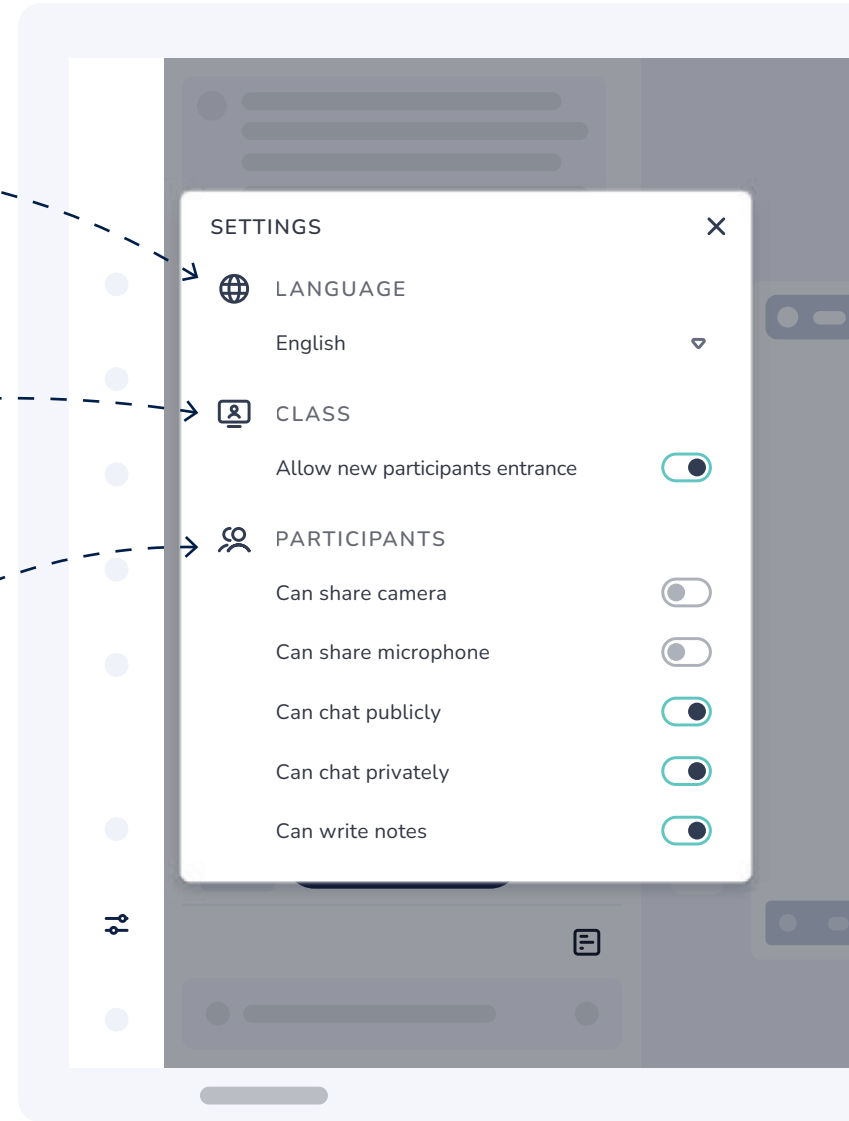 SETTINGS
LANGUAGE
English
CLASS
Allow new participants entrance
PARTICIPANTS
Can share camera
Can share microphone
Can chat publicly
Can chat privately
Can write notes